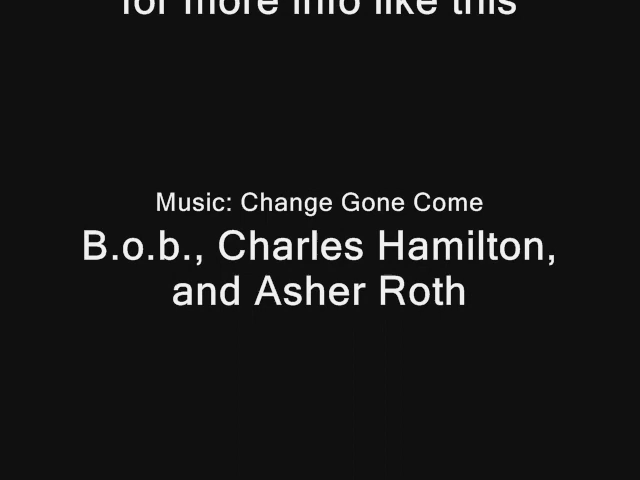 for more info like this
Music: Change Gone Come
B.o.b., Charles Hamilton,
and Asher Roth